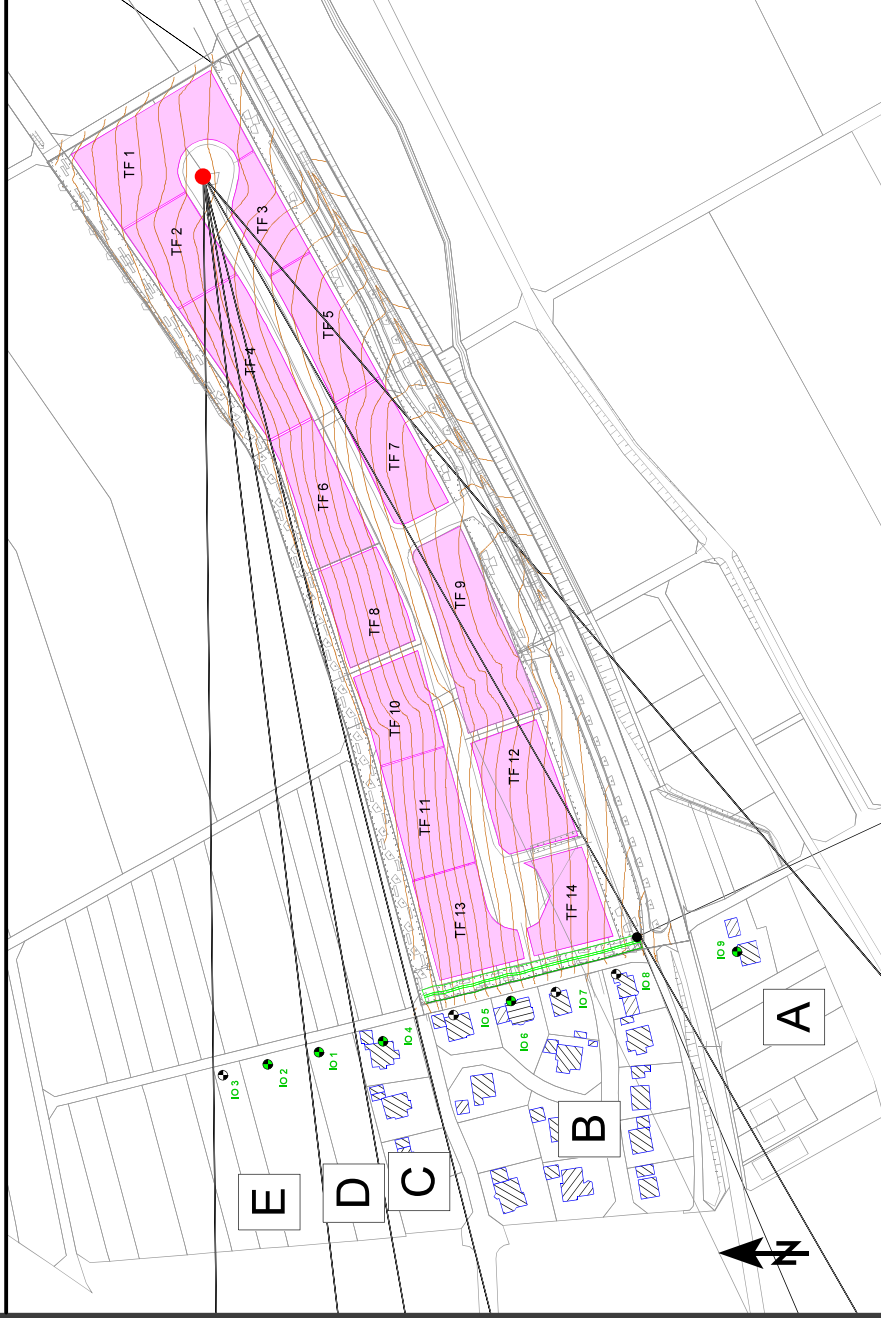 TF 1
TF 2
TF 3
TF 4
TF 5
TF 6
TF 7
TF 8
TF 9
TF 10
TF 11
TF 12
TF 13
TF 14
IO 9
IO 8
IO 7
IO 6
IO 5
IO 4
IO 1
IO 2
IO 3
A
B
C
D
E
N